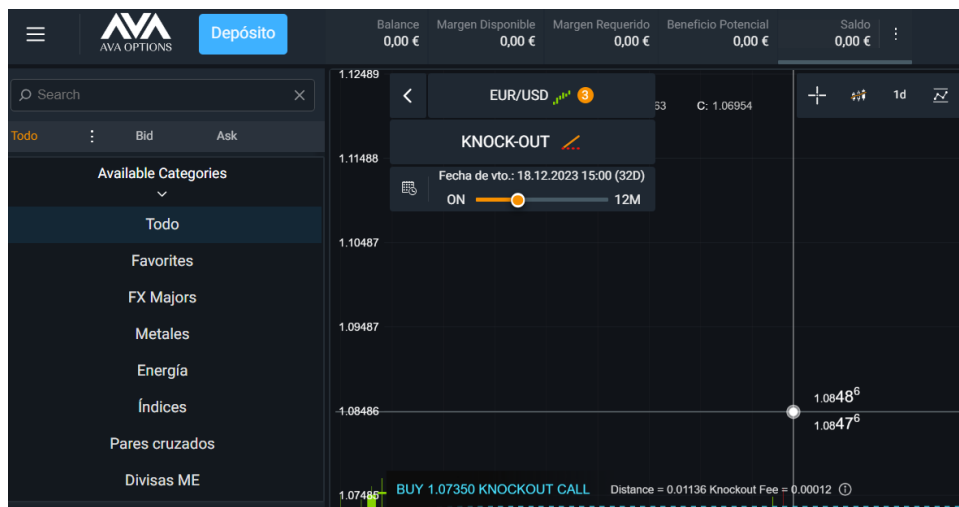 AVA OPTIONS
Depósito
Balance Margen Disponible Margen Requerido Beneficio Potencial Saldo
0,00 € 0,00 € 0,00 € 0,00 € 0,00 €
Search
Todo Bid Ask
Available Categories
Todo
Favorites
FX Majors
Metales
Energía
Índices
Pares cruzados
Divisas ME
EUR/USD 3
63 C: 1.06954
1d
KNOCK-OUT
Fecha de vto.: 18.12.2023 15:00 (32D)
ON 12M
1.12489
1.11488
1.10487
1.09487
1.08486
1.08486
1.08476
BUY 1.07350 KNOCKOUT CALL Distance = 0.01136 Knockout Fee = 0.00012